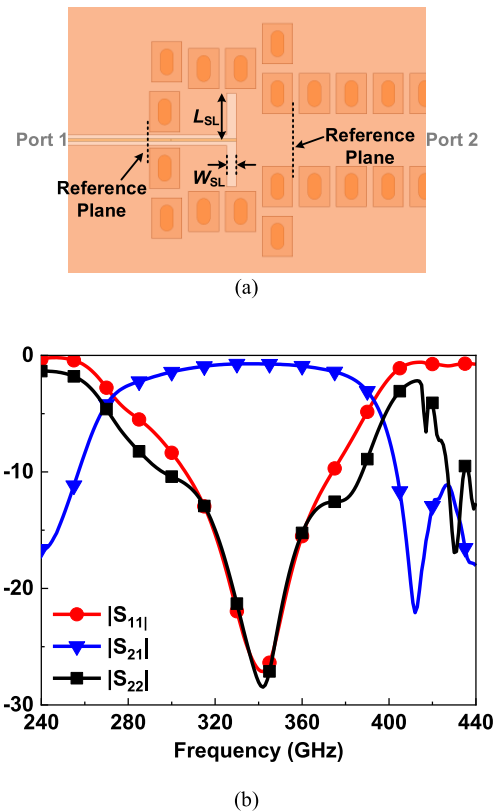 (a)
Port 1
L_SL
Reference
Plane
W_SL
Reference
Plane
Port 2
(a)
0
-10
-20
-30
|S11|
|S21|
|S22|
240 280 320 360 400 440
Frequency (GHz)
(b)